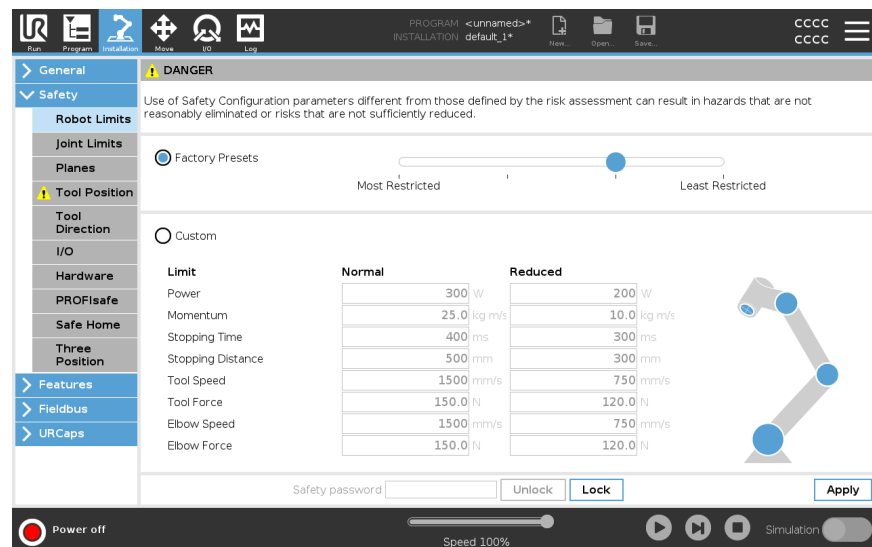 PROGRAM <unnamed>*
INSTALLATION default_1*
CCCC
CCCC
Run Program Installation Move I/O Log New... Open... Save...
General
Safety
Robot Limits
Joint Limits
Planes
Tool Position
Tool
Direction
I/O
Hardware
PROFIsafe
Safe Home
Three
Position
Features
Fieldbus
URCaps
DANGER
Use of Safety Configuration parameters different from those defined by the risk assessment can result in hazards that are not
reasonably eliminated or risks that are not sufficiently reduced.
Factory Presets
Most Restricted Least Restricted
Custom
Limit Normal Reduced
Power 300 W 200 W
Momentum 25.0 kg m/s 10.0 kg m/s
Stopping Time 400 ms 300 ms
Stopping Distance 500 mm 300 mm
Tool Speed 1500 mm/s 750 mm/s
Tool Force 150.0 N 120.0 N
Elbow Speed 1500 mm/s 750 mm/s
Elbow Force 150.0 N 120.0 N
Safety password Unlock Lock Apply
Power off Speed 100% Simulation